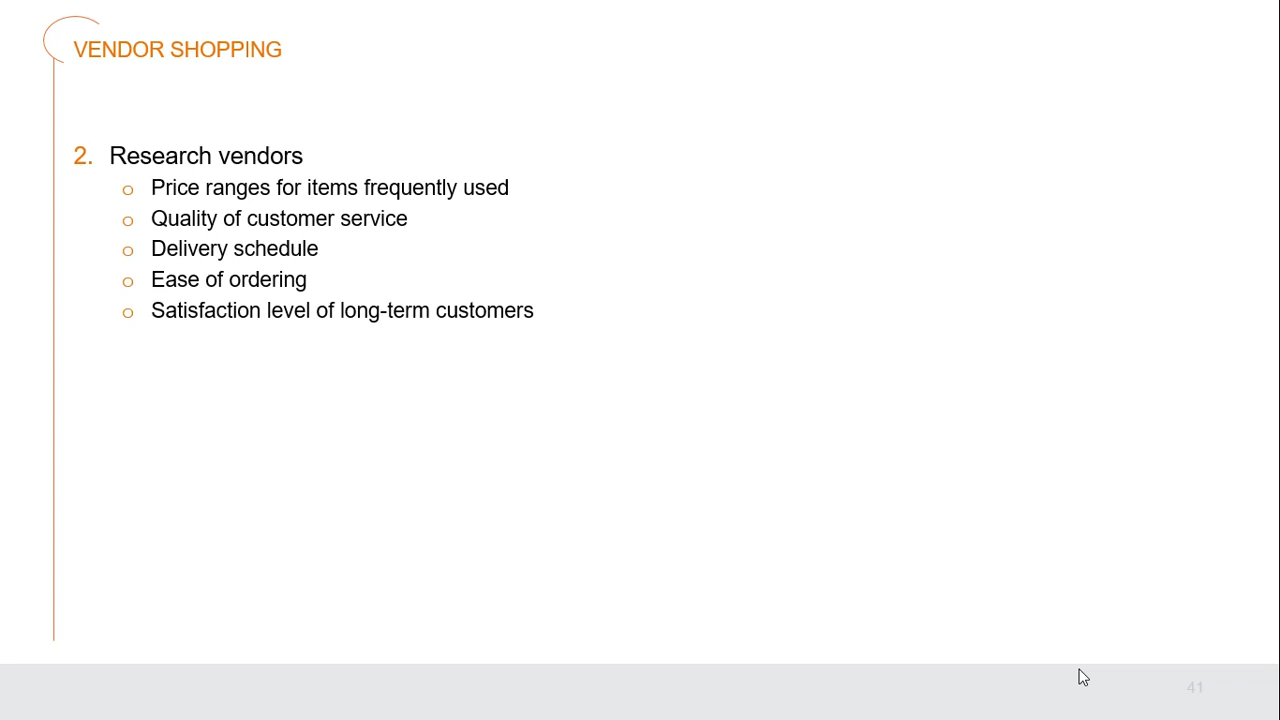 VENDOR SHOPPING
2. Research vendors
o Price ranges for items frequently used
o Quality of customer service
o Delivery schedule
o Ease of ordering
o Satisfaction level of long-term customers
41